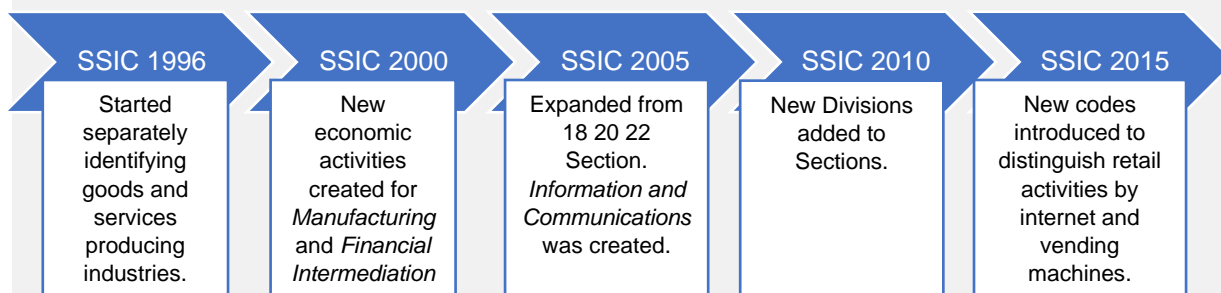 SSIC 1996
Started
separately
identifying
goods and
services
producing
industries.
SSIC 2000
New
economic
activities
created for
Manufacturing
and Financial
Intermediation
SSIC 2005
Expanded from
18 20 22
Section.
Information and
Communications
was created.
SSIC 2010
New Divisions
added to
Sections.
SSIC 2015
New codes
introduced to
distinguish retail
activities by
internet and
vending
machines.